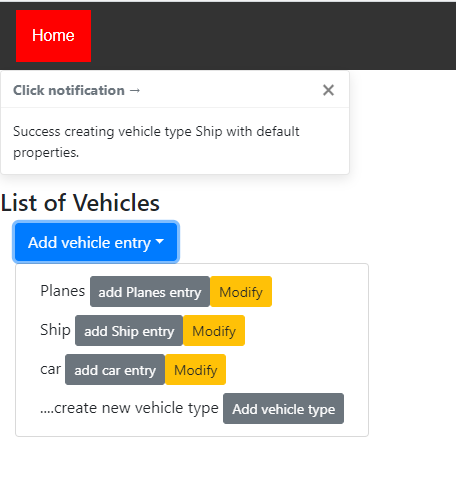 Home
Click notification → ×
Success creating vehicle type Ship with default
properties.
List of Vehicles
Add vehicle entry
Planes add Planes entry Modify
Ship add Ship entry Modify
car add car entry Modify
....create new vehicle type Add vehicle type